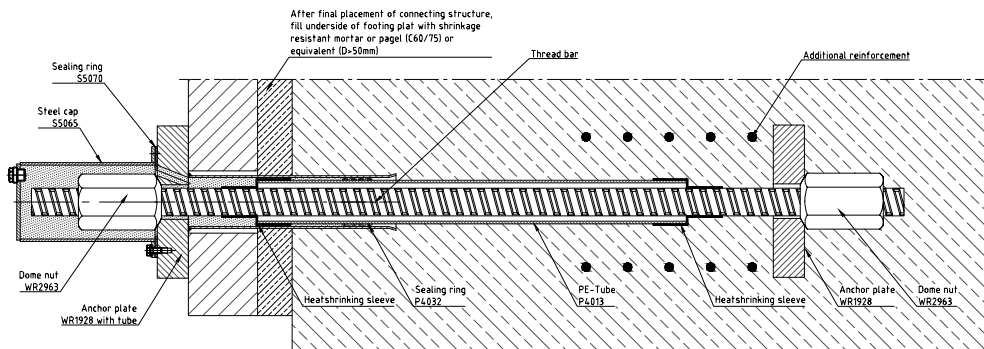 After final placement of connecting structure,
fill underside of footing plat with shrinkage
resistant mortar or pagel (C60/75) or
equivalent (D>50mm)
Thread bar
Additional reinforcement
Sealing ring
S5070
Steel cap
S5065
Dome nut
WR2963
Anchor plate
WR1928 with tube
Heatshrinking sleeve
Sealing ring
P4032
PE-Tube
P4013
Heatshrinking sleeve
Anchor plate
WR1928
Dome nut
WR2963